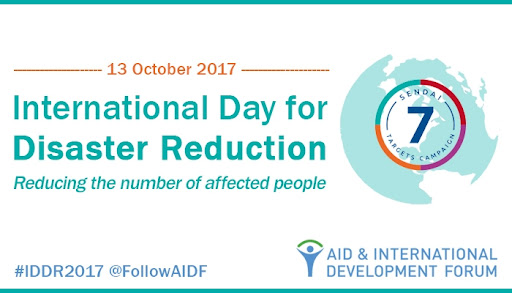 13 October 2017
International Day for
Disaster Reduction
Reducing the number of affected people
SENDAI
7
TARGETS CAMPAIGN
#IDDR2017 @FollowAIDF
AID & INTERNATIONAL
DEVELOPMENT FORUM